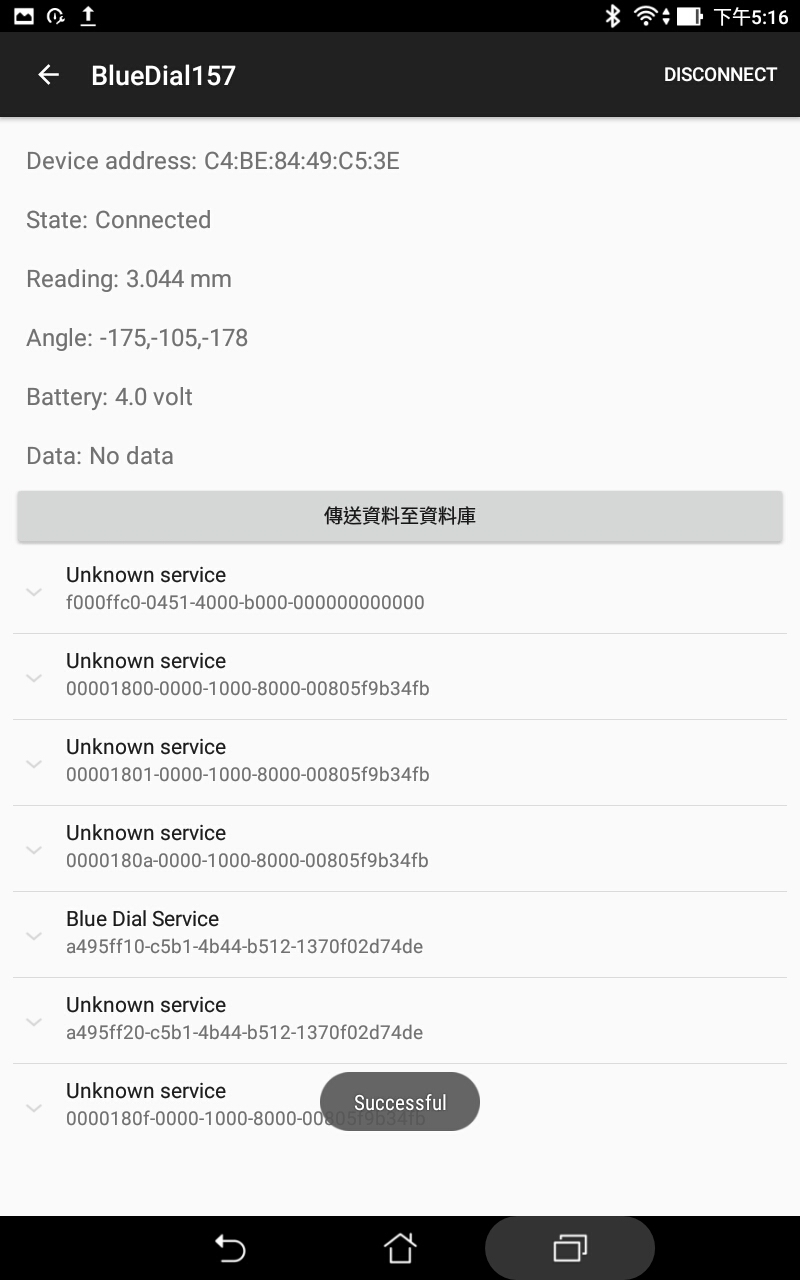 下午5:16
BlueDial157
DISCONNECT
Device address: C4:BE:84:49:C5:3E
State: Connected
Reading: 3.044 mm
Angle: -175,-105,-178
Battery: 4.0 volt
Data: No data
傳送資料至資料庫
Unknown service
f000ffc0-0451-4000-b000-000000000000
Unknown service
00001800-0000-1000-8000-00805f9b34fb
Unknown service
00001801-0000-1000-8000-00805f9b34fb
Unknown service
0000180a-0000-1000-8000-00805f9b34fb
Blue Dial Service
a495ff10-c5b1-4b44-b512-1370f02d74de
Unknown service
a495ff20-c5b1-4b44-b512-1370f02d74de
Unknown service
0000180f-0000-1000-8000-00805f9b34fb
Successful